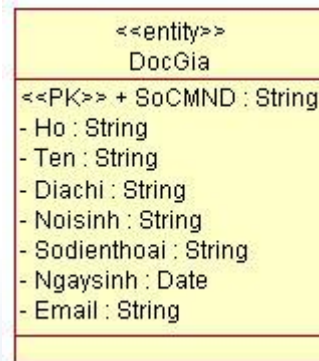 <<entity>>
DocGia
<<PK>> + SoCMND : String
- Ho : String
- Ten : String
- Diachi : String
- Noisinh : String
- Sodienthoai : String
- Ngaysinh : Date
- Email : String